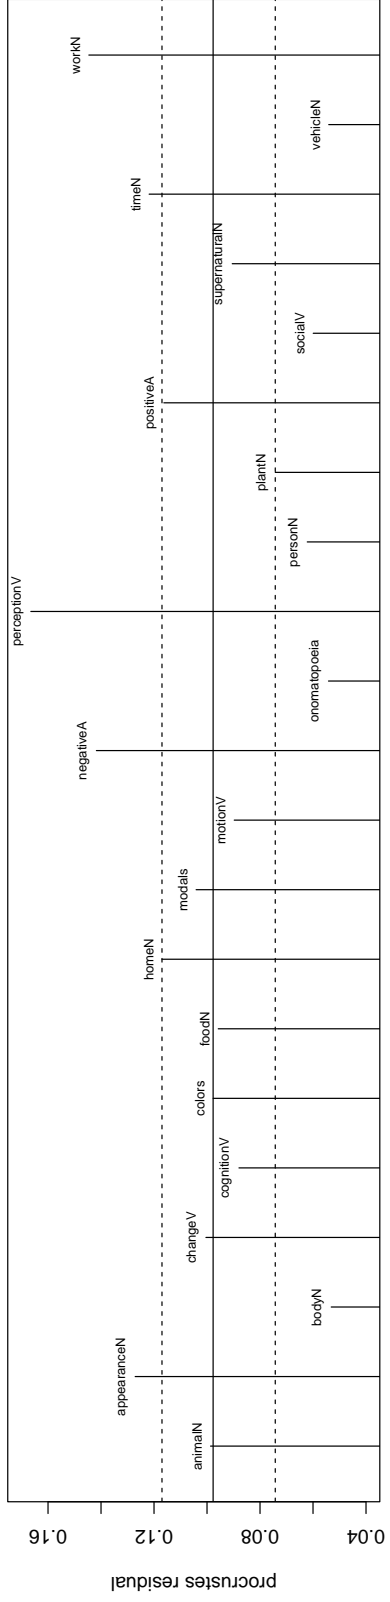 procrustes residual
0.04
0.08
0.12
0.16
animalN
appearanceN
bodyN
changeV
cognitionV
colors
foodN
homeN
modals
motionV
negativeA
onomatopoeia
perceptionV
personN
plantN
positiveA
socialV
supernaturalN
timeN
vehicleN
workN